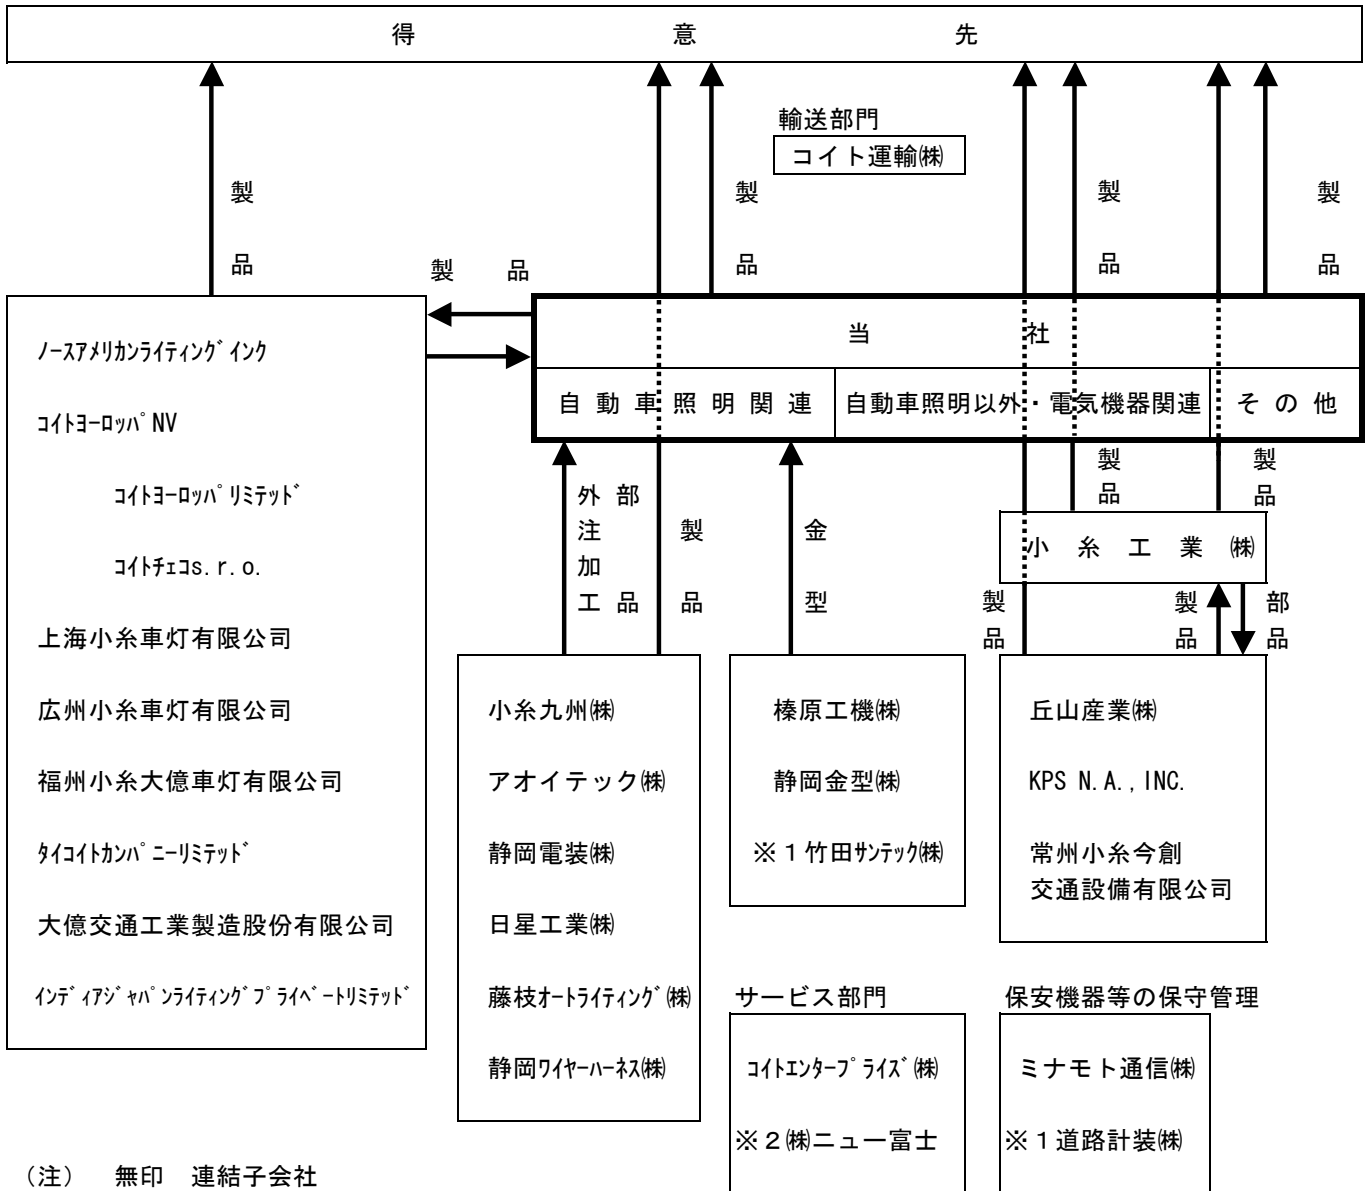 得意先
輸送部門
コイト運輸㈱
製品
製品
製品
製品
製品
当社
自動車照明関連
自動車照明以外・電気機器関連
その他
ﾉｰｽｱﾒﾘｶﾝﾗｲﾃｨﾝｸﾞｲﾝｸ
ｺｲﾄﾖｰﾛｯﾊﾟNV
ｺｲﾄﾖｰﾛｯﾊﾟﾘﾐﾃｯﾄﾞ
ｺｲﾄﾁｪｺs.r.o.
上海小糸車灯有限公司
広州小糸車灯有限公司
福州小糸大億車灯有限公司
ﾀｲｺｲﾄｶﾝﾊﾟﾆｰﾘﾐﾃｯﾄﾞ
大億交通工業製造股份有限公司
ｲﾝﾃﾞｨｱｼﾞｬﾊﾟﾝﾗｲﾃｨﾝｸﾞﾌﾟﾗｲﾍﾞｰﾄﾘﾐﾃｯﾄﾞ
外注加工
部品
製品
金型
製品
製品
小糸工業㈱
製品
製品
部品
小糸九州㈱
アオイテック㈱
静岡電装㈱
日星工業㈱
藤枝ｵｰﾄﾗｲﾃｨﾝｸﾞ㈱
静岡ﾜｲﾔｰﾊｰﾈｽ㈱
榛原工機㈱
静岡金型㈱
※1竹田ｻﾝﾃｯｸ㈱
丘山産業㈱
KPS N.A.,INC.
常州小糸今創
交通設備有限公司
サービス部門
ｺｲﾄｴﾝﾀｰﾌﾟﾗｲｽﾞ㈱
※2㈱ニュー富士
保安機器等の保守管理
ミナモト通信㈱
※1道路計装㈱
(注) 無印 連結子会社